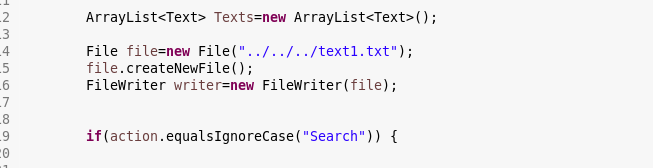 12 ArrayList<Text> Texts=new ArrayList<Text>();
File file=new File("../../../text1.txt");
file.createNewFile();
FileWriter writer=new FileWriter(file);
if(action.equalsIgnoreCase("Search")) {